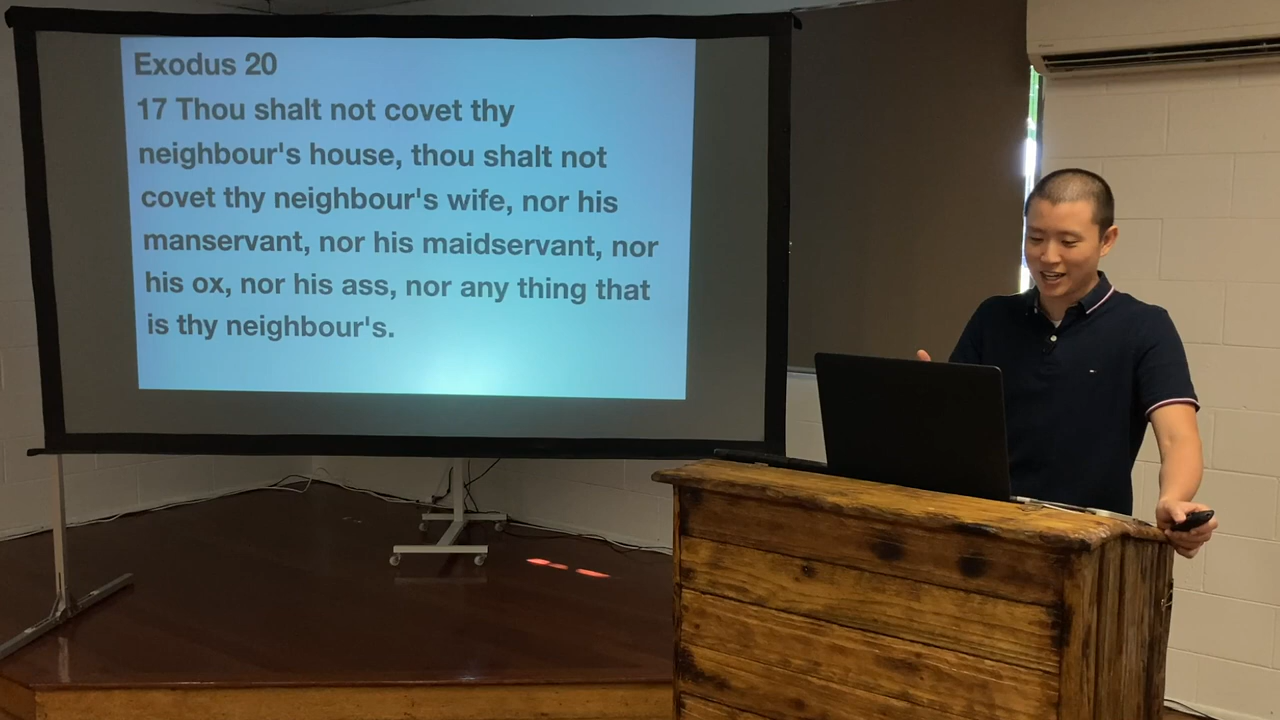 Exodus 20
17 Thou shalt not covet thy
neighbour's house, thou shalt not
covet thy neighbour's wife, nor his
manservant, nor his maidservant, nor
his ox, nor his ass, nor any thing that
is thy neighbour's.